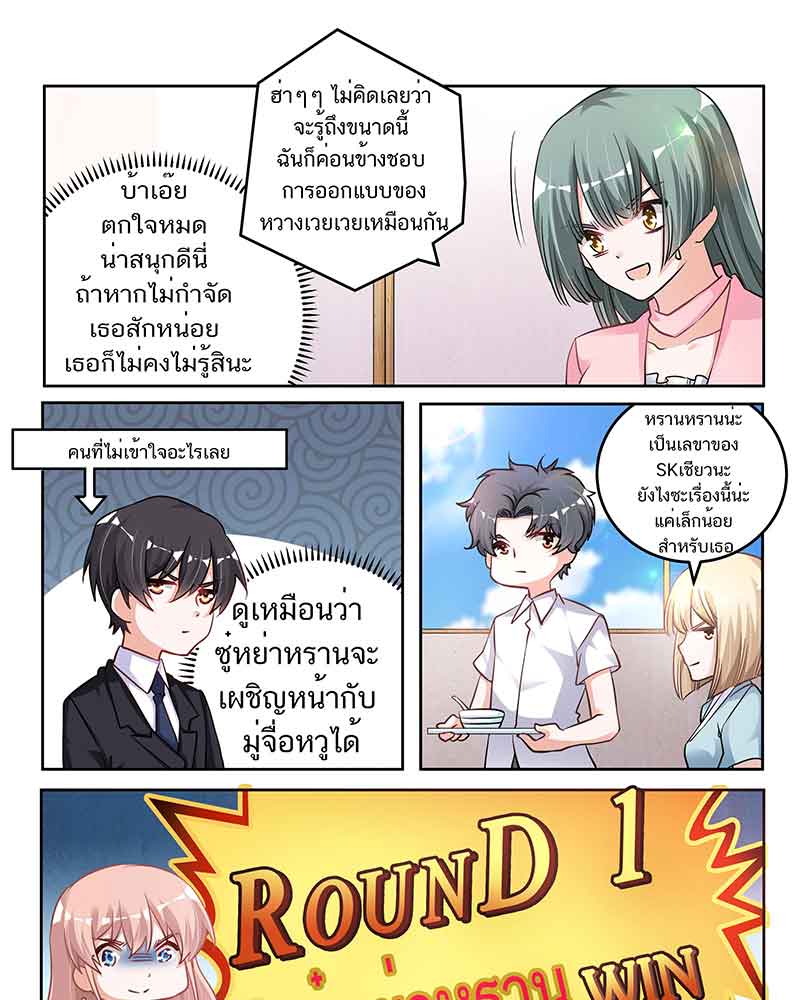 ฮ่าๆๆ ไม่คิดเลยว่า
จะรู้ถึงขนาดนี้
ฉันก็ค่อนข้างชอบ
การออกแบบของ
หวางเวยเวยเหมือนกัน
บ้าเอ๊ย
ตกใจหมด
น่าสนุกดีนี่
ถ้าหากไม่กำจัด
เธอสักหน่อย
เธอก็ไม่คงไม่รู้สินะ
คนที่ไม่เข้าใจอะไรเลย
ดูเหมือนว่า
ซู๋หย่าหรานจะ
เผชิญหน้ากับ
มู่จื่อหวูได้
หรานหรานน่ะ
เป็นเลขาของ
SKเชียวนะ
ยังไงซะเรื่องนี้น่ะ
แค่เล็กน้อย
สำหรับเธอ
ROUND 1
WIN